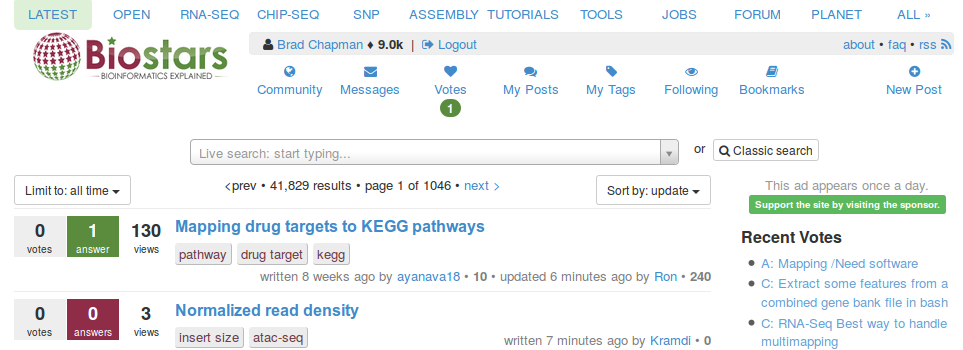 LATEST OPEN RNA-SEQ CHIP-SEQ SNP ASSEMBLY TUTORIALS TOOLS JOBS FORUM PLANET ALL »
Biostars
BIOINFORMATICS EXPLAINED
Brad Chapman ♦ 9.0k | Logout
about • faq • rss
Community Messages Votes My Posts My Tags Following Bookmarks New Post
1
Live search: start typing...
or
Classic search
Limit to: all time
<prev • 41,829 results • page 1 of 1046 • next >
Sort by: update
0 votes
1 answer
130 views
Mapping drug targets to KEGG pathways
pathway drug target kegg
written 8 weeks ago by ayanava18 • 10 • updated 6 minutes ago by Ron • 240
0 votes
0 answers
3 views
Normalized read density
insert size atac-seq
written 7 minutes ago by Kramdi • 0
This ad appears once a day.
Support the site by visiting the sponsor.
Recent Votes
A: Mapping /Need software
C: Extract some features from a
combined gene bank file in bash
C: RNA-Seq Best way to handle
multimapping